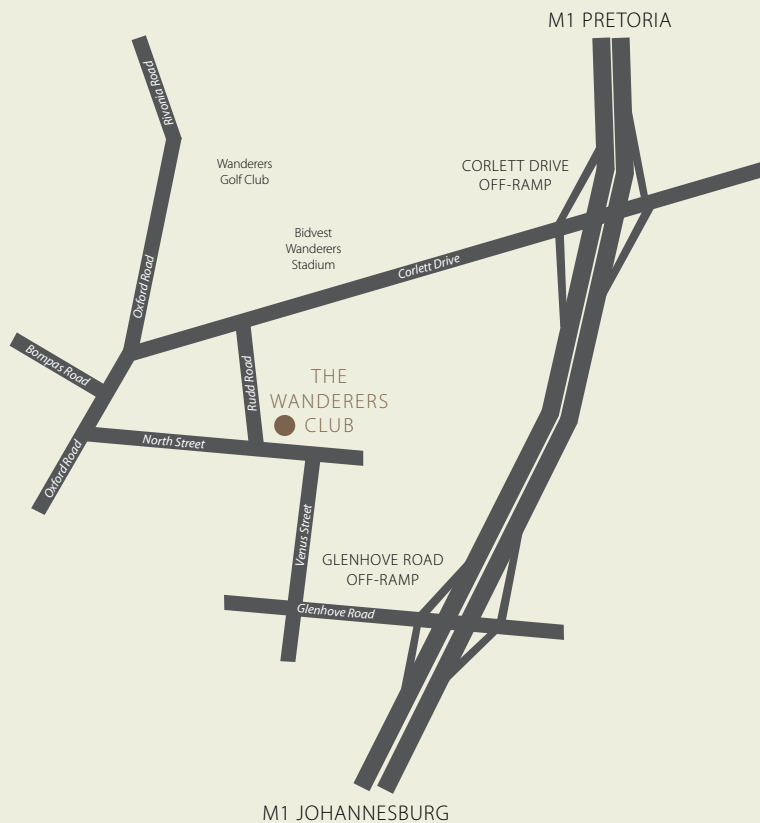 M1 PRETORIA
Rivonia Road
Wanderers
Golf Club
CORLETT DRIVE
OFF-RAMP
Bidvest
Wanderers
Stadium
Corlett Drive
Oxford Road
Bompas Road
Rudd Road
THE
WANDERERS
CLUB
North Street
Oxford Road
Venus Street
GLENHOVE ROAD
OFF-RAMP
Glenhove Road
M1 JOHANNESBURG